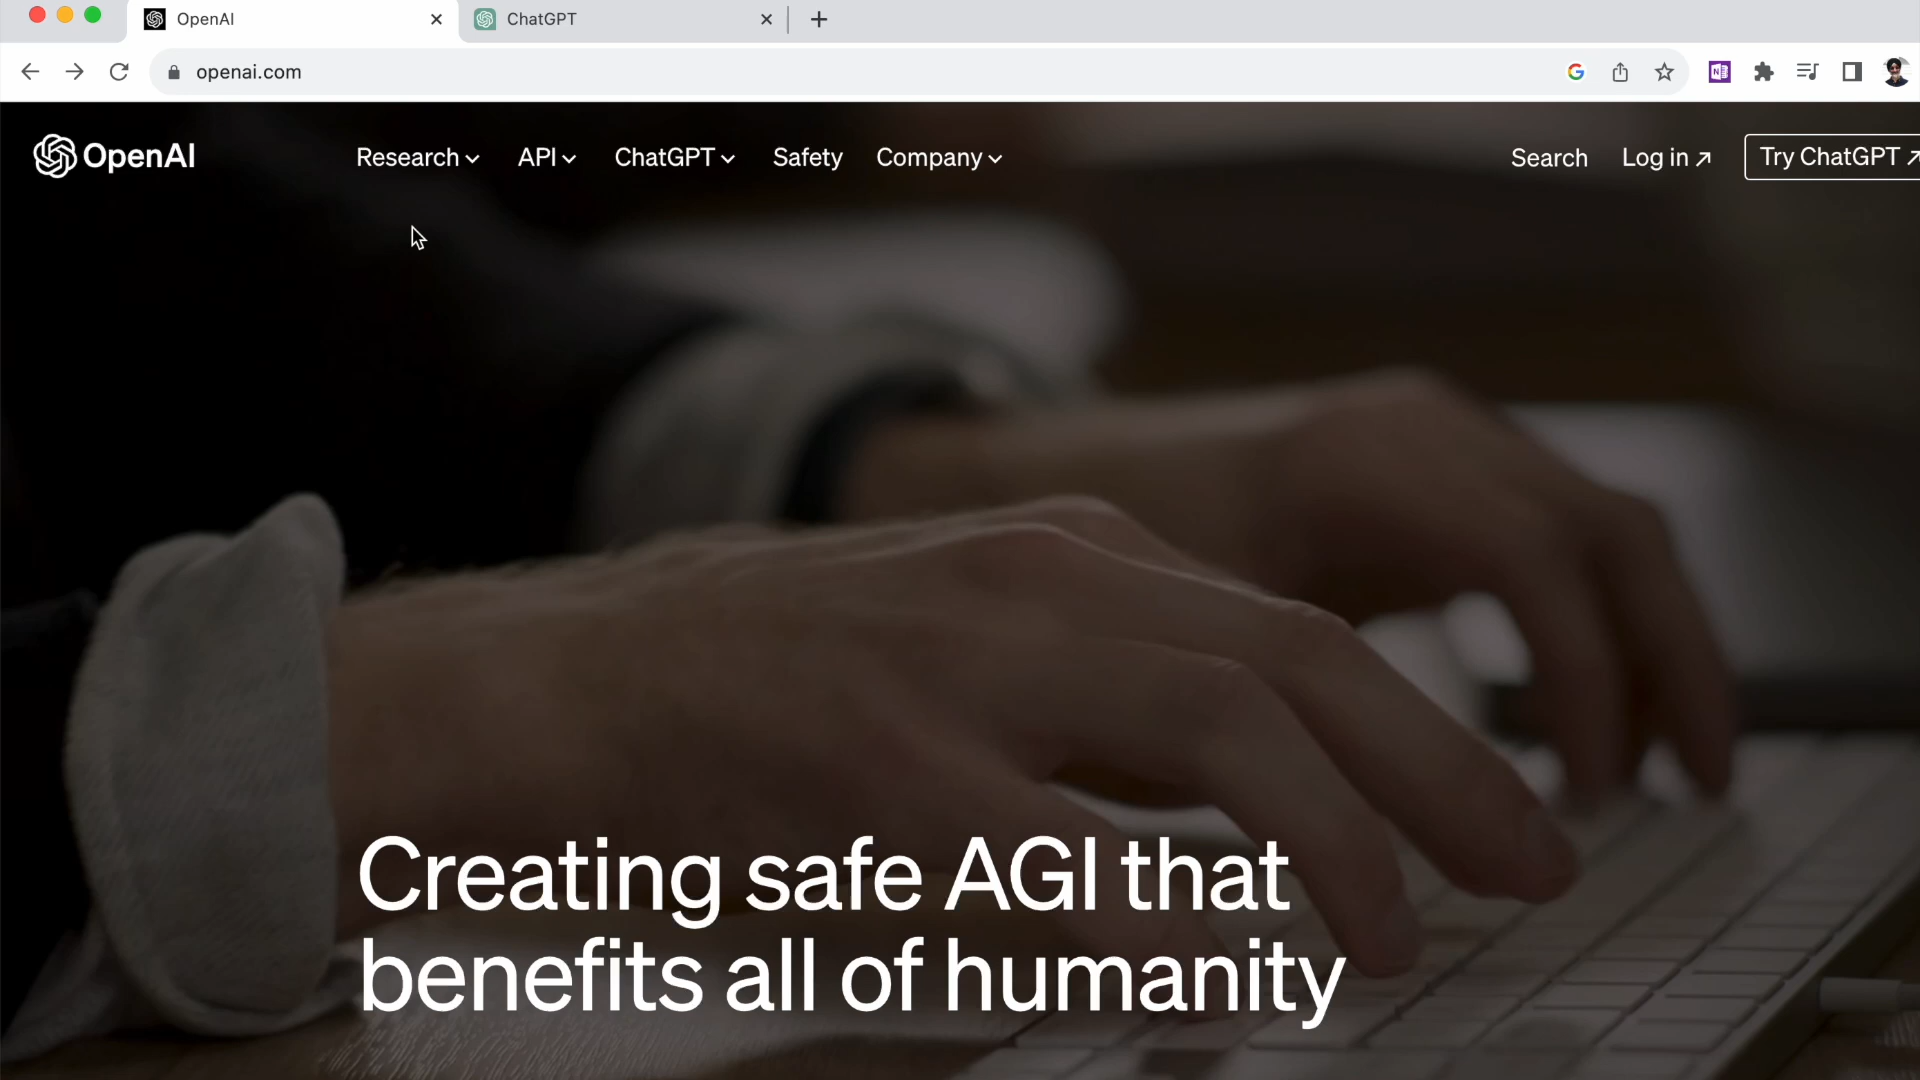 OpenAI
ChatGPT
openai.com
OpenAI
Research
API
ChatGPT
Safety
Company
Search
Log in
Try ChatGPT
Creating safe AGI that
benefits all of humanity